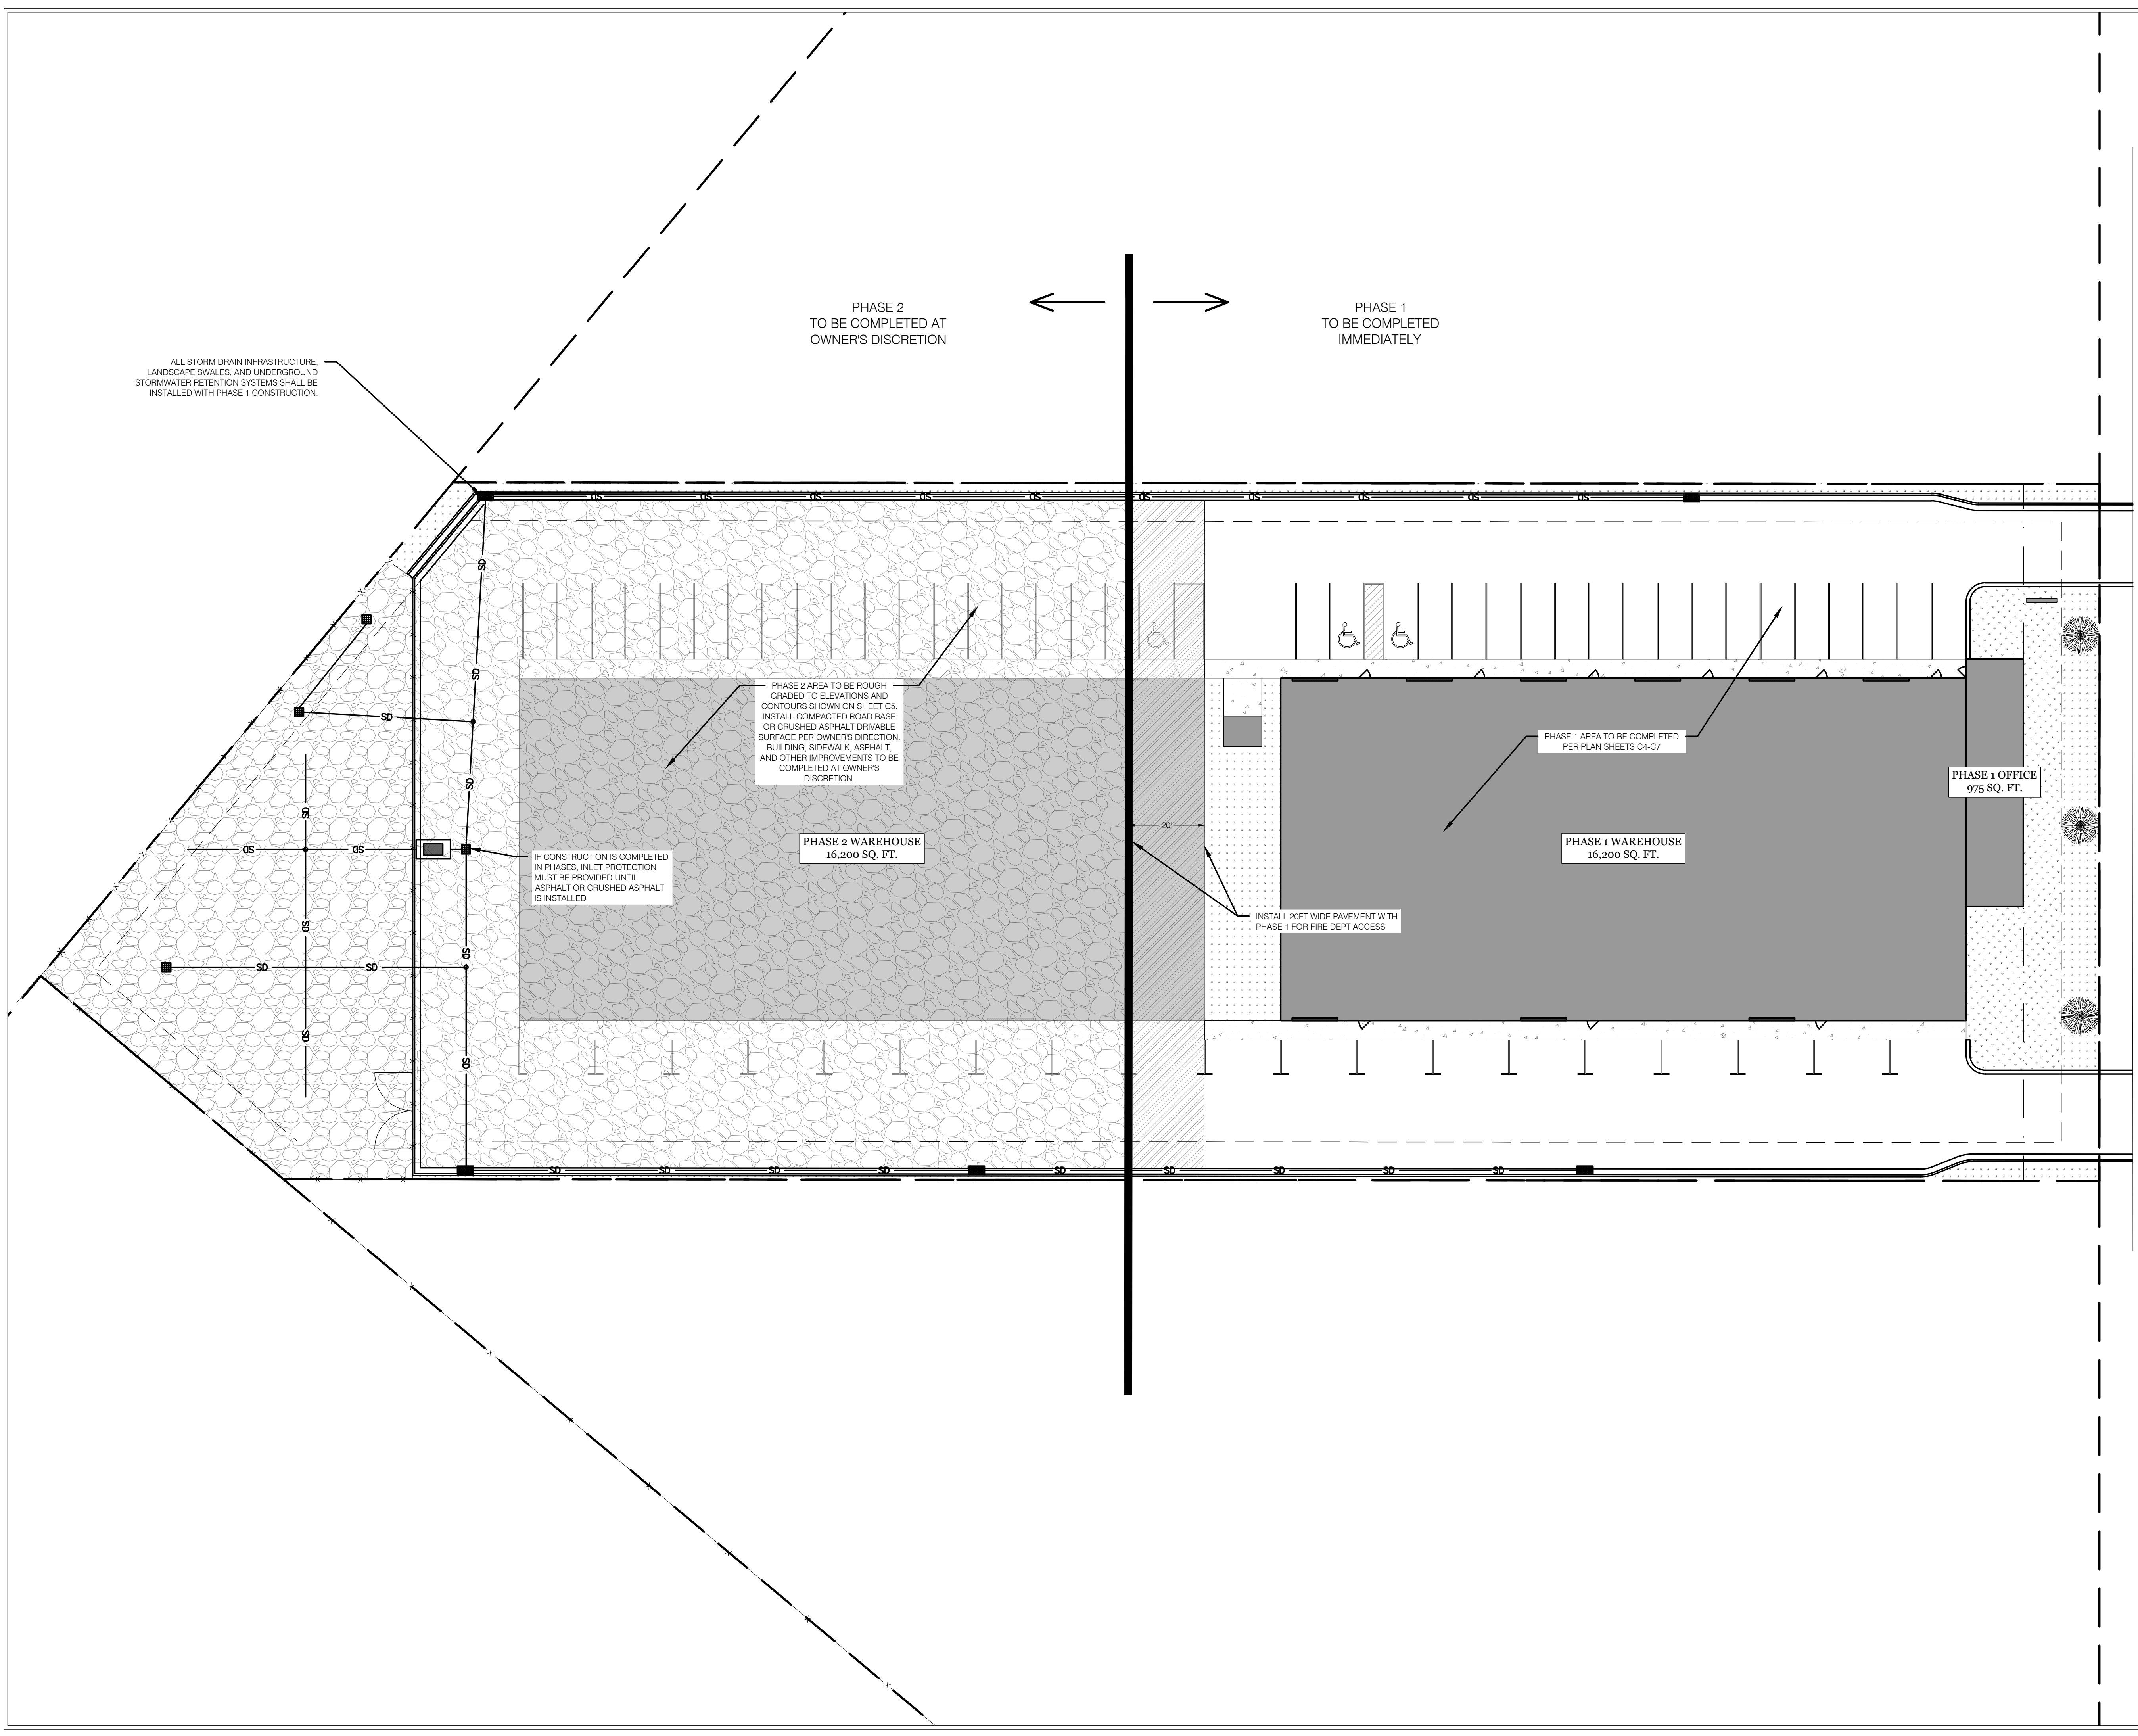 PHASE 2
TO BE COMPLETED AT
OWNER'S DISCRETION
PHASE 1
TO BE COMPLETED
IMMEDIATELY
ALL STORM DRAIN INFRASTRUCTURE,
LANDSCAPE SWALES, AND UNDERGROUND
STORMWATER RETENTION SYSTEMS SHALL BE
INSTALLED WITH PHASE 1 CONSTRUCTION.
SD SD SD SD SD SD SD SD SD SD
SD
SD
SD
SD
PHASE 2 AREA TO BE ROUGH
GRADED TO ELEVATIONS AND
CONTOURS SHOWN ON SHEET C5.
INSTALL COMPACTED ROAD BASE
OR CRUSHED ASPHALT DRIVABLE
SURFACE PER OWNER'S DIRECTION.
BUILDING, SIDEWALK, ASPHALT,
AND OTHER IMPROVEMENTS TO BE
COMPLETED AT OWNER'S
DISCRETION.
PHASE 1 AREA TO BE COMPLETED
PER PLAN SHEETS C4-C7
PHASE 1 OFFICE
975 SQ. FT.
SD
SD SD
20'
PHASE 2 WAREHOUSE
16,200 SQ. FT.
PHASE 1 WAREHOUSE
16,200 SQ. FT.
IF CONSTRUCTION IS COMPLETED
IN PHASES, INLET PROTECTION
MUST BE PROVIDED UNTIL
ASPHALT OR CRUSHED ASPHALT
IS INSTALLED
INSTALL 20FT WIDE PAVEMENT WITH
PHASE 1 FOR FIRE DEPT ACCESS
SD
SD
SD SD
SD
SD
SD SD SD SD SD SD SD SD SD